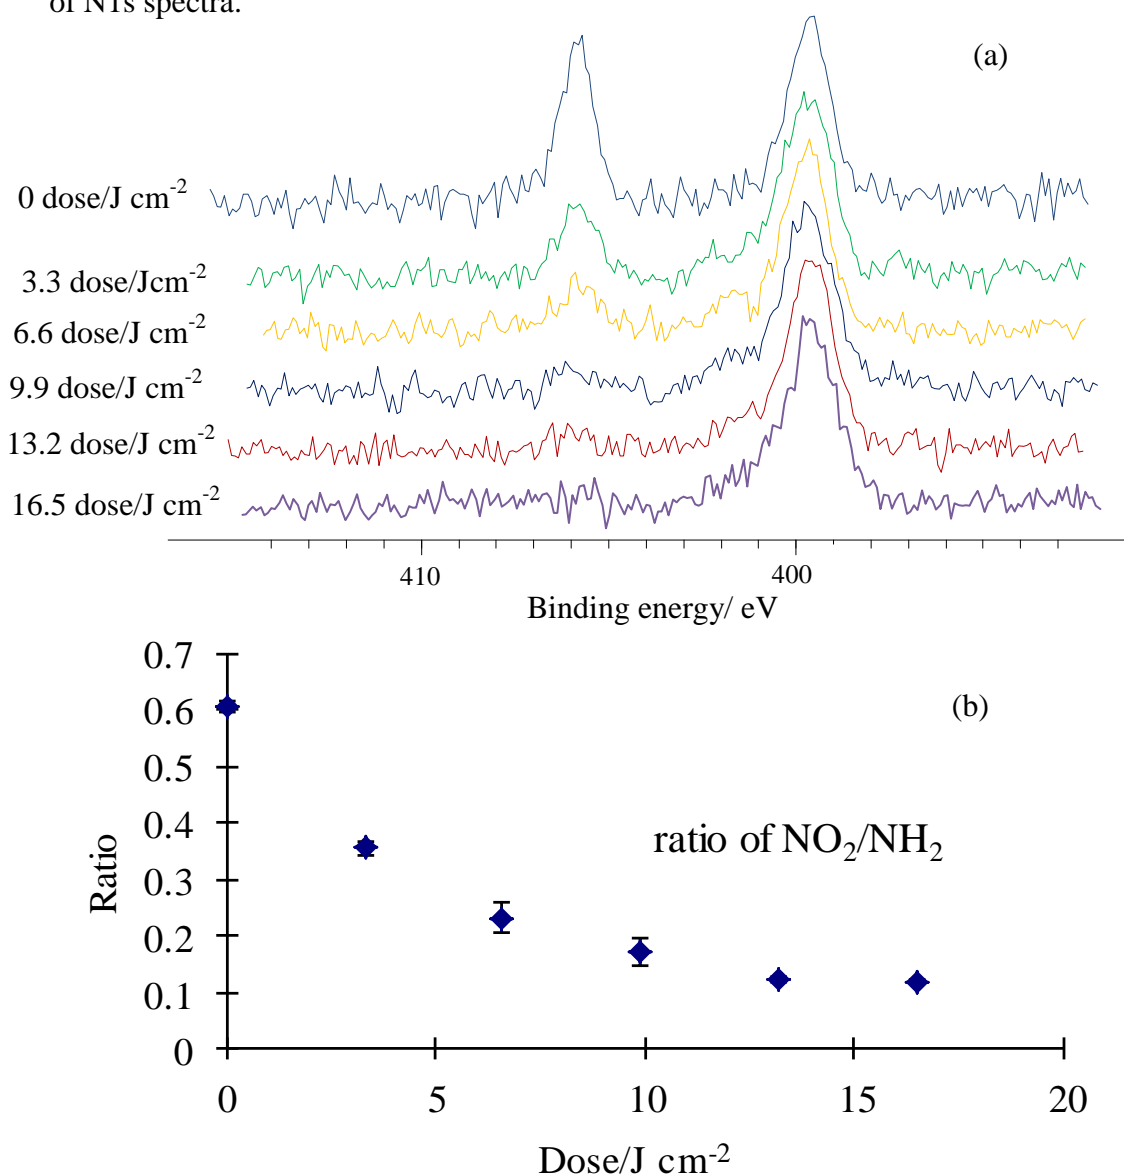 of N1s spectra.
(a)
0 dose/J cm-2
3.3 dose/Jcm-2
6.6 dose/J cm-2
9.9 dose/J cm-2
13.2 dose/J cm-2
16.5 dose/J cm-2
410
400
Binding energy/ eV
0.7
0.6
0.5
0.4
0.3
0.2
0.1
0
Ratio
(b)
ratio of NO2/NH2
0
5
10
15
20
Dose/J cm-2